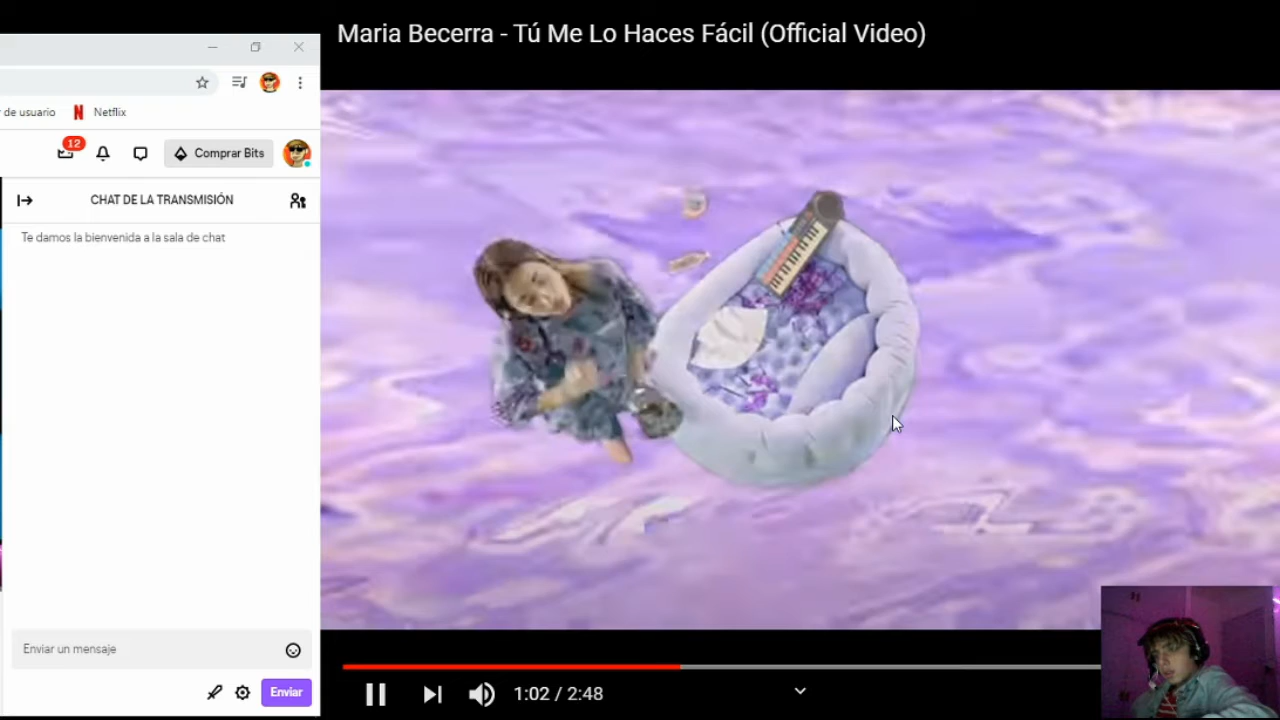 Maria Becerra - Tú Me Lo Haces Fácil (Official Video)
r de usuario
Netflix
12
Comprar Bits
CHAT DE LA TRANSMISIÓN
Te damos la bienvenida a la sala de chat
Enviar un mensaje
Enviar
1:02 / 2:48